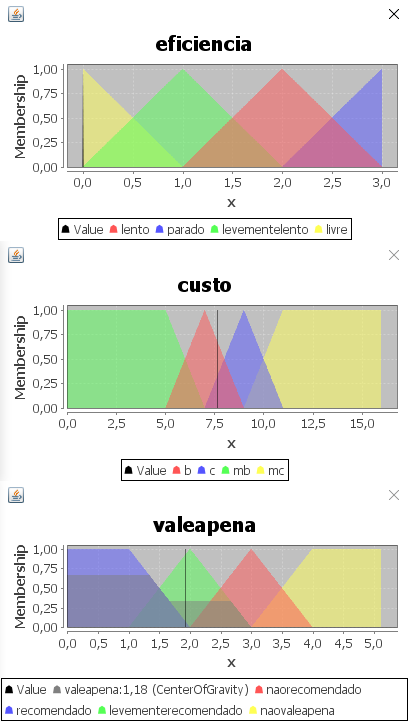 eficiencia
Membership
1,00
0,75
0,50
0,25
0,00
0,0 0,5 1,0 1,5 2,0 2,5 3,0
x
Value lento parado levementelento livre
custo
Membership
1,00
0,75
0,50
0,25
0,00
0,0 2,5 5,0 7,5 10,0 12,5 15,0
x
Value b c mb mc
valeapena
Membership
1,00
0,75
0,50
0,25
0,00
0,0 0,5 1,0 1,5 2,0 2,5 3,0 3,5 4,0 4,5 5,0
x
Value valeapena:1,18 (CenterOfGravity) naorecomendado
recomendado levementerecomendado naovaleapena